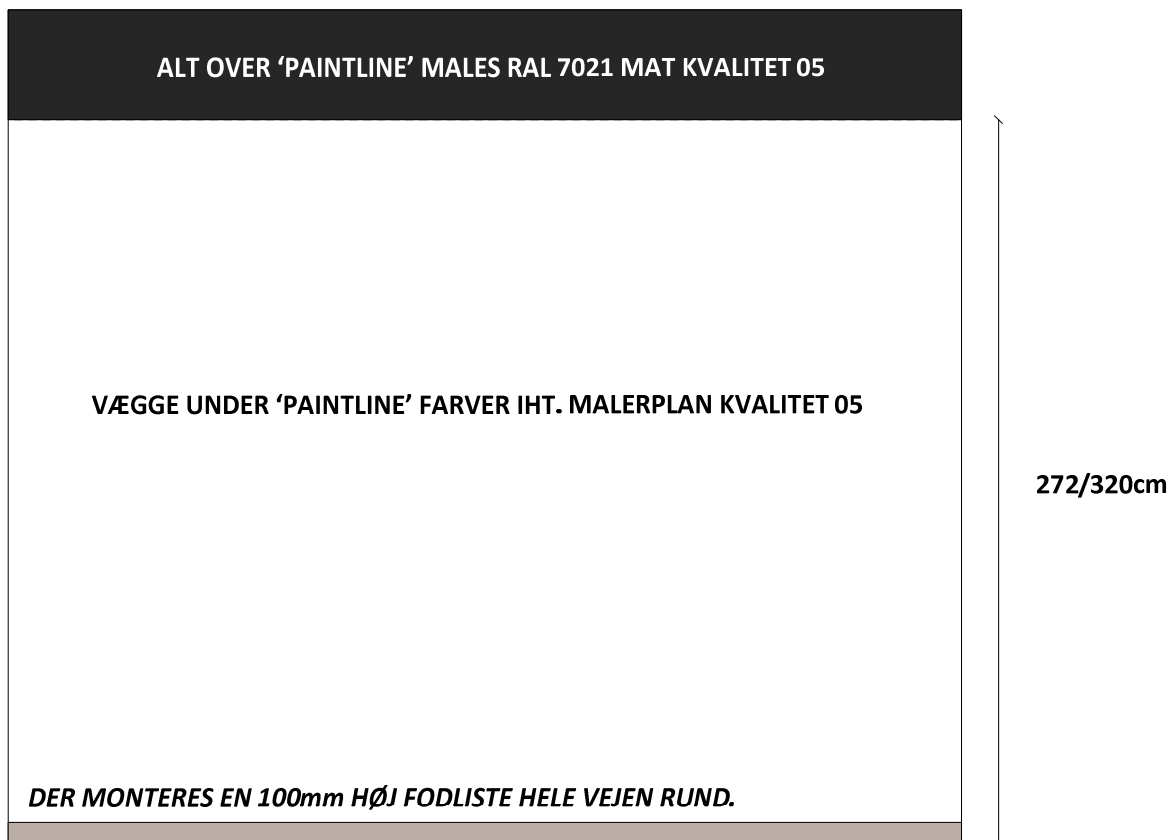 ALT OVER ‘PAINTLINE’ MALES RAL 7021 MAT KVALITET 05
VÆGGE UNDER ‘PAINTLINE’ FARVER IHT. MALERPLAN KVALITET 05
272/320cm
DER MONTERES EN 100mm HØJ FODLISTE HELE VEJEN RUND.